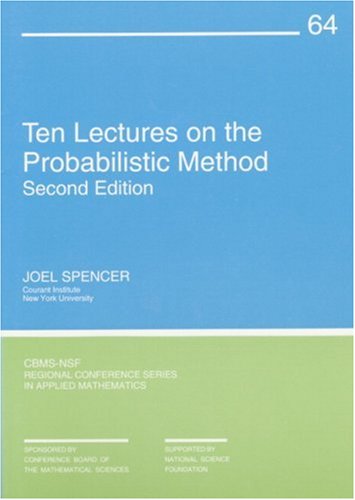 64
Ten Lectures on the
Probabilistic Method
Second Edition
JOEL SPENCER
Courant Institute
New York University
CBMS-NSF
REGIONAL CONFERENCE SERIES
IN APPLIED MATHEMATICS
SPONSORED BY
CONFERENCE BOARD OF
THE MATHEMATICAL SCIENCES
SUPPORTED BY
NATIONAL SCIENCE
FOUNDATION